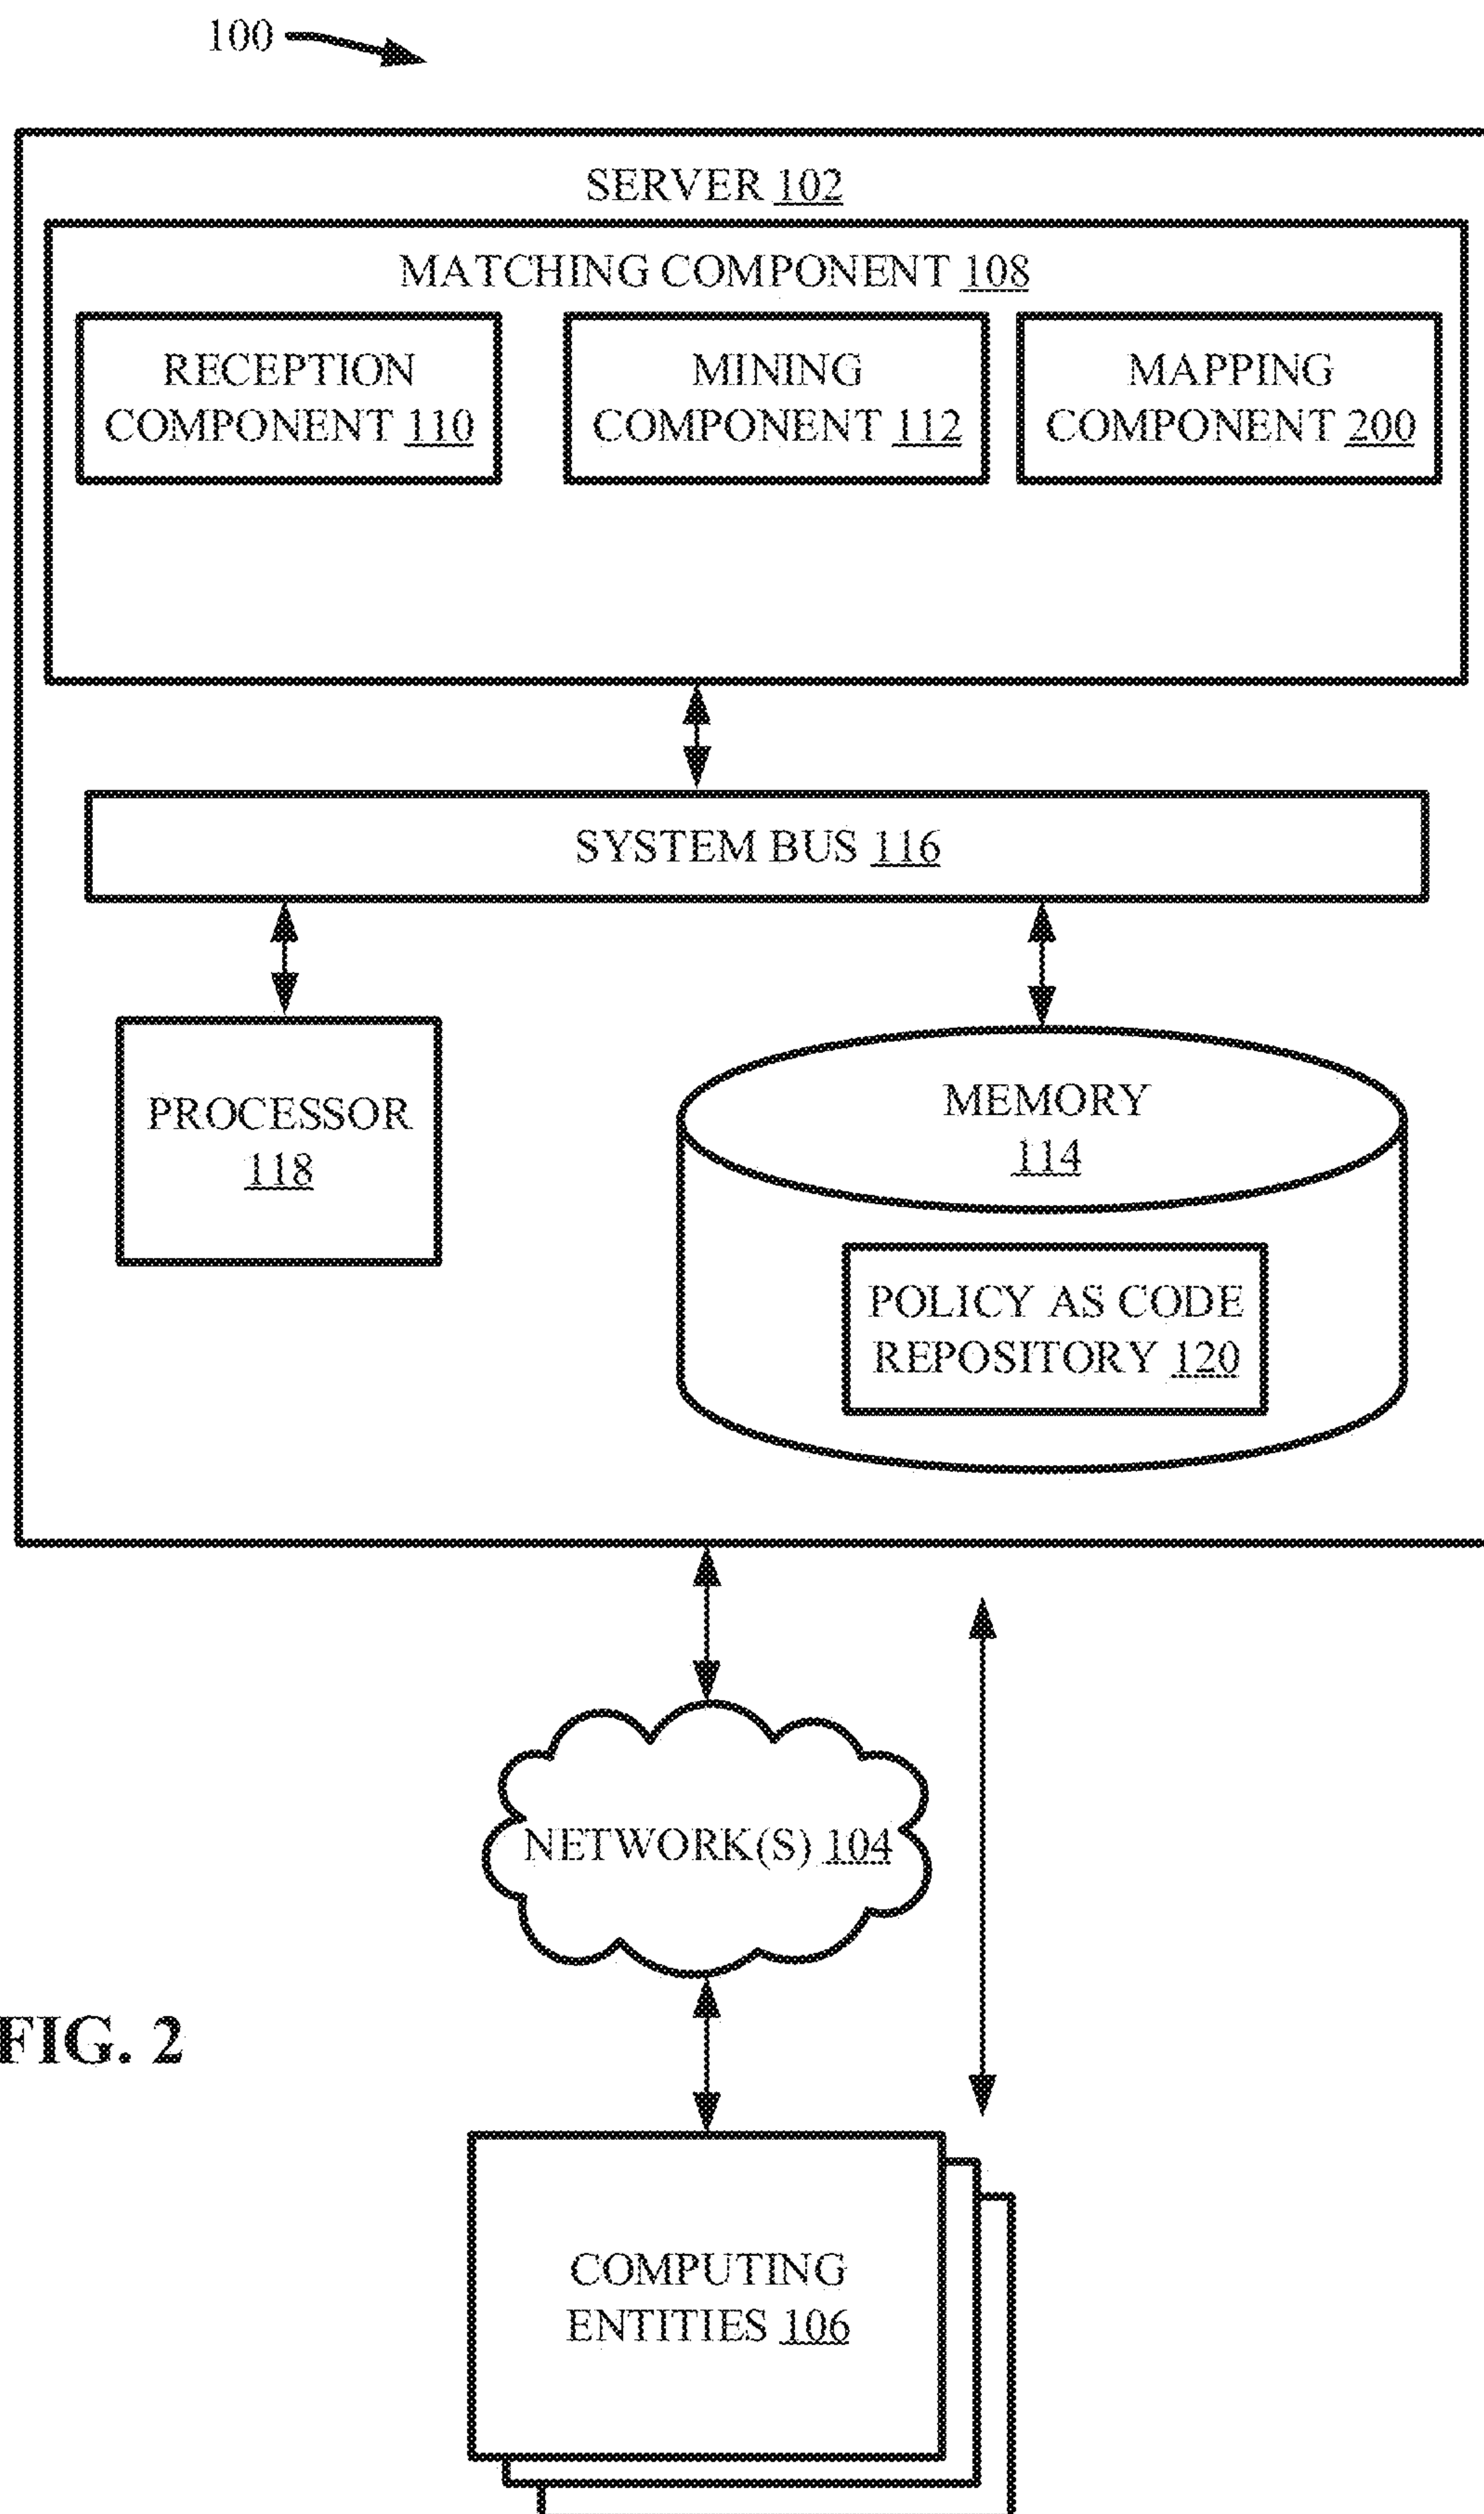 100
SERVER 102
MATCHING COMPONENT 108
RECEPTION
COMPONENT 110
MINING
COMPONENT 112
MAPPING
COMPONENT 200
SYSTEM BUS 116
PROCESSOR
118
MEMORY
114
POLICY AS CODE
REPOSITORY 120
NETWORK(S) 104
FIG. 2
COMPUTING
ENTITIES 106